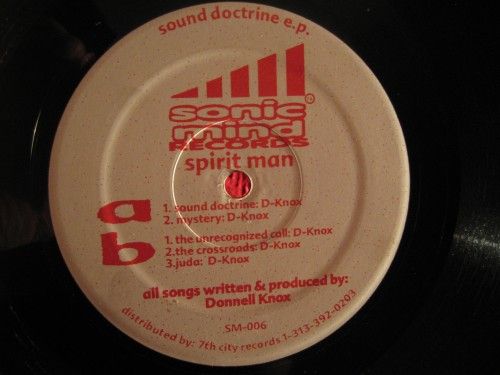 sound doctrine e.p.
sonic
mind
RECORDS
spirit man
a
1. sound doctrine: D-Knox
2. mystery: D-Knox
b
1. the unrecognized call: D-Knox
2.the crossroads: D-Knox
3.juda: D-Knox
all songs written & produced by:
Donnell Knox
SM-006
distributed by: 7th city records 1-313-392-0203